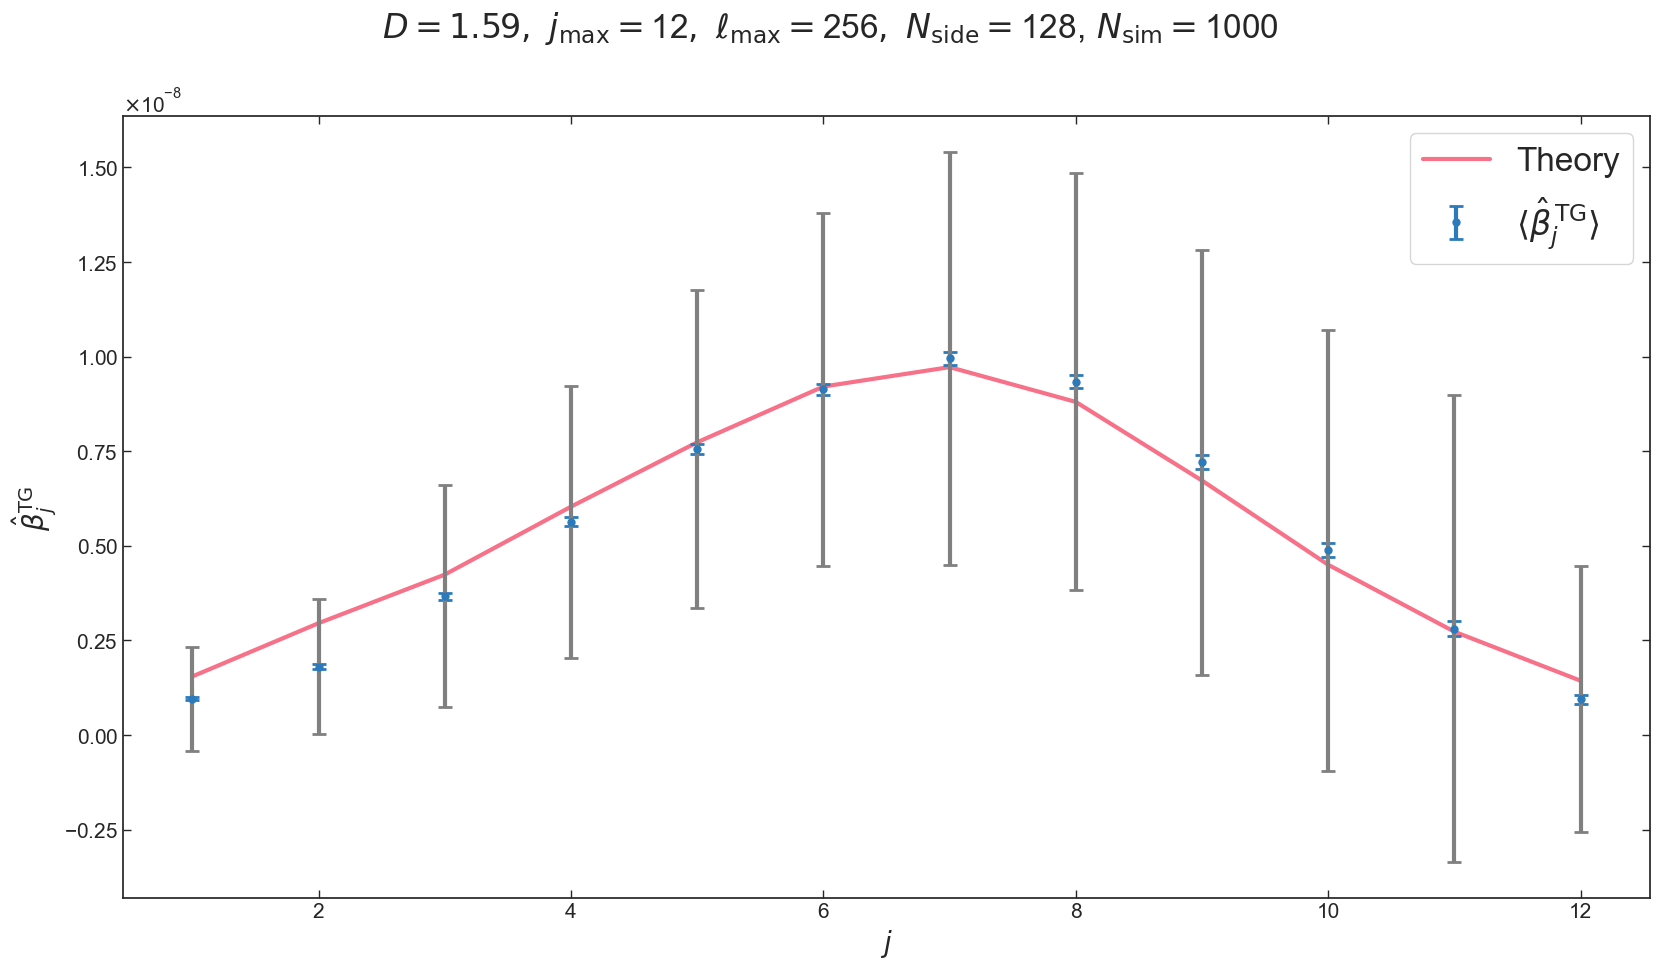 D = 1.59, j_max = 12, ℓ_max = 256, N_side = 128, N_sim = 1000
×10⁻⁸
1.50
1.25
1.00
0.75
0.50
0.25
0.00
−0.25
β̂_j^TG
Theory
⟨β̂_j^TG⟩
2 4 6 8 10 12
j